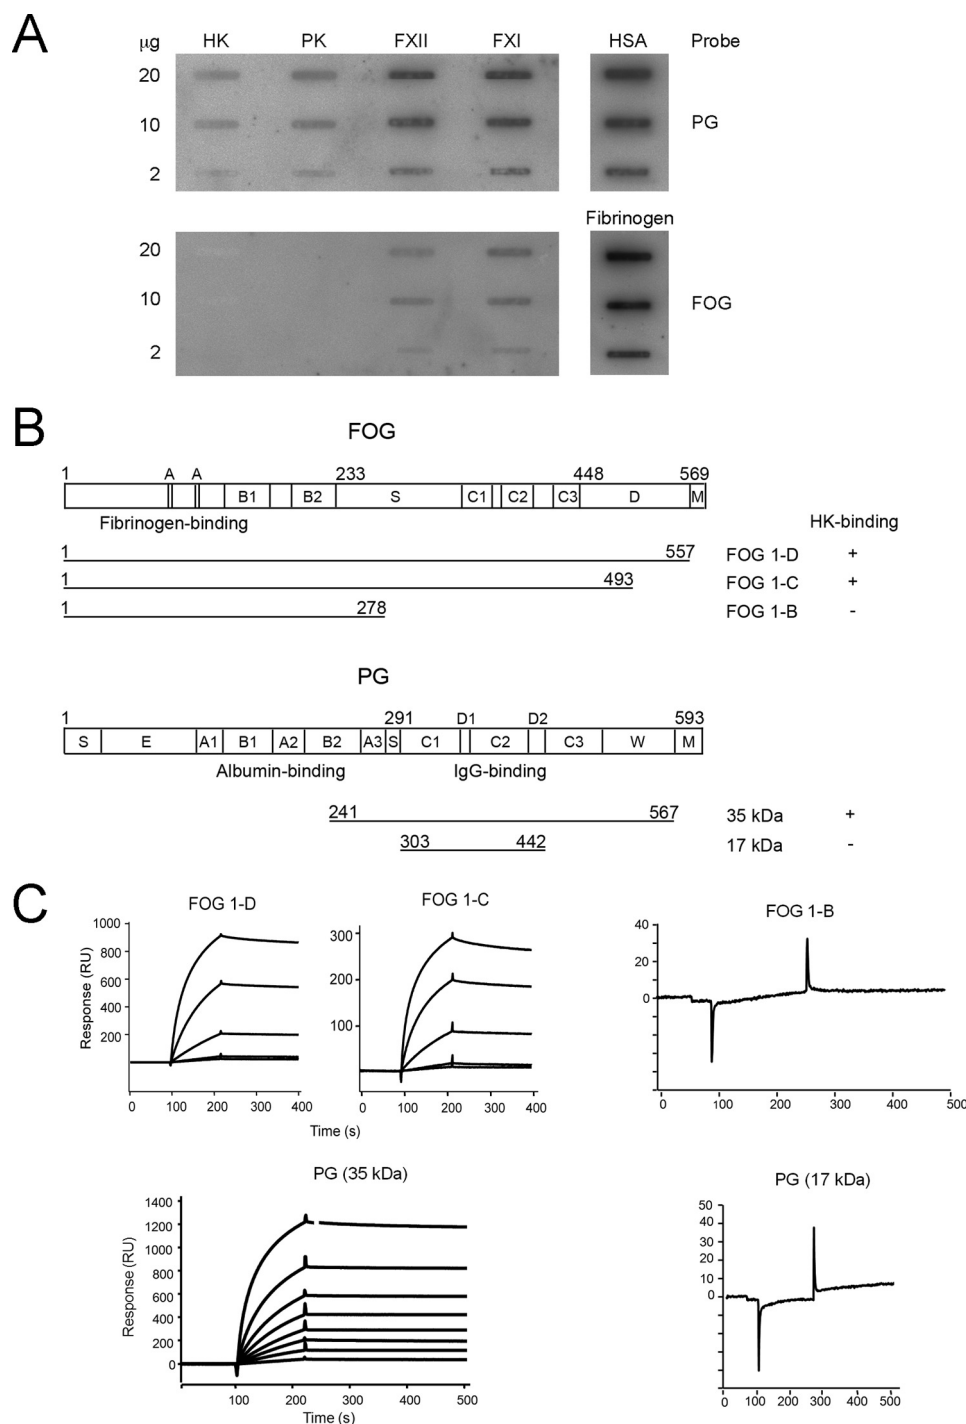 A
µg HK PK FXII FXI HSA Probe
20
10 PG
2
Fibrinogen
20
10 FOG
2
B
FOG
1 A A 233 448 569
B1 B2 S C1 C2 C3 D M
Fibrinogen-binding HK-binding
1 557 FOG 1-D +
1 493 FOG 1-C +
1 278 FOG 1-B -
PG
1 291 D1 D2 593
S E A1 B1 A2 B2 A3 S C1 C2 C3 W M
Albumin-binding IgG-binding
241 567 35 kDa +
303 442 17 kDa -
C
FOG 1-D
1000
800
600
400
200
Response (RU)
0 100 200 300 400
FOG 1-C
300
200
100
0 100 200 300 400
Time (s)
FOG 1-B
40
20
0
0 100 200 300 400 500
PG (35 kDa)
1400
1200
1000
800
600
400
200
0
Response (RU)
100 200 300 400 500
Time (s)
PG (17 kDa)
50
40
30
20
10
0
0 100 200 300 400 500